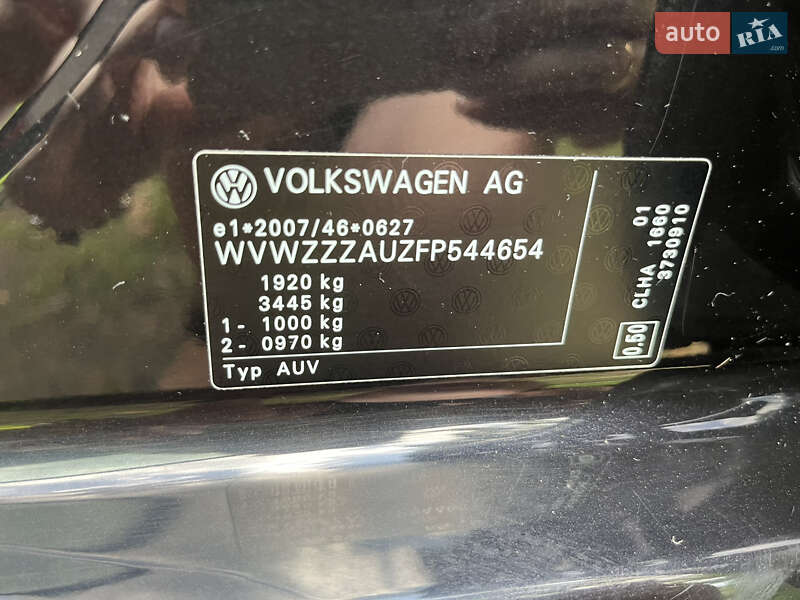 auto RIA
.com
VOLKSWAGEN AG
e1*2007/46*0627
WVWZZZAUZFP544654
1920 kg
3445 kg
1- 1000 kg
2- 0970 kg
Typ AUV
01
CLHA 1660
3730910
0.50